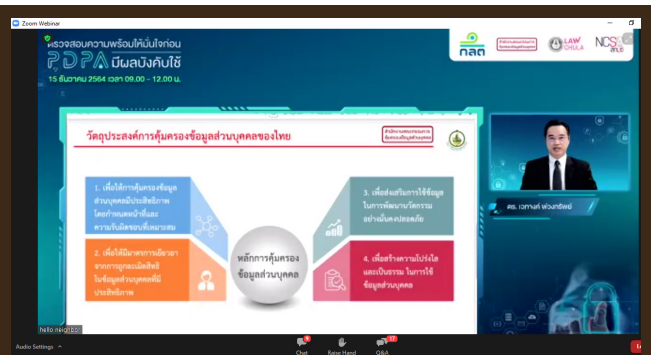 Zoom Webinar
ตรวจสอบความพร้อมให้มั่นใจก่อน
PDPA มีผลบังคับใช้
15 ธันวาคม 2564 เวลา 09.00 - 12.00 น.
กลต
LAW
CHULA
วัตถุประสงค์การคุ้มครองข้อมูลส่วนบุคคลของไทย
1. เพื่อให้การคุ้มครองข้อมูล
ส่วนบุคคลมีประสิทธิภาพ
โดยกำหนดหน้าที่และ
ความรับผิดชอบที่เหมาะสม
2. เพื่อให้มีมาตรการเยียวยา
จากการถูกละเมิดสิทธิ
ในข้อมูลส่วนบุคคลที่มี
ประสิทธิภาพ
หลักการคุ้มครอง
ข้อมูลส่วนบุคคล
3. เพื่อส่งเสริมการใช้ข้อมูล
ในการพัฒนานวัตกรรม
อย่างมั่นคงปลอดภัย
4. เพื่อสร้างความโปร่งใส
และเป็นธรรม ในการใช้
ข้อมูลส่วนบุคคล
ดร. เวทางค์ พ่วงทรัพย์
hello neighbor
Audio Settings
Chat
Raise Hand
Q&A